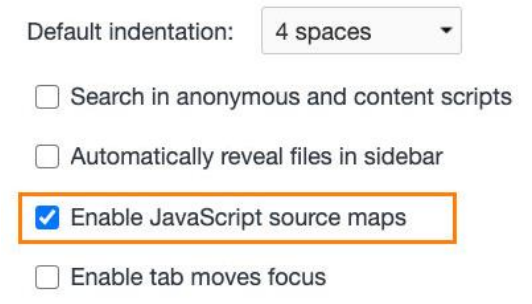 Default indentation: 4 spaces
Search in anonymous and content scripts
Automatically reveal files in sidebar
Enable JavaScript source maps
Enable tab moves focus